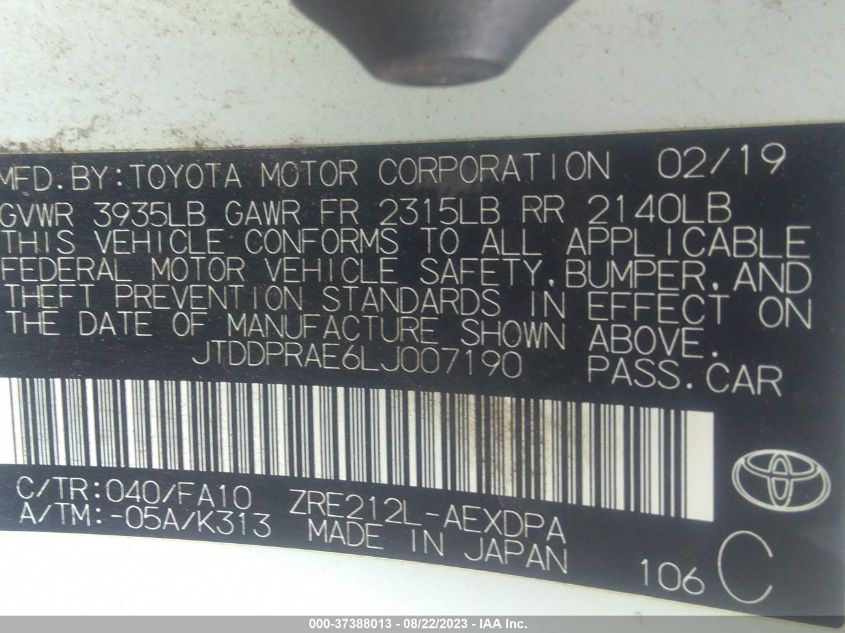 MFD.BY:TOYOTA MOTOR CORPORATION 02/19
GVWR 3935LB GAWR FR 2315LB RR 2140LB
THIS VEHICLE CONFORMS TO ALL APPLICABLE
FEDERAL MOTOR VEHICLE SAFETY,BUMPER,AND
THEFT PREVENTION STANDARDS IN EFFECT ON
THE DATE OF MANUFACTURE SHOWN ABOVE.
JTDDPRAE6LJ007190 PASS.CAR
C/TR:040/FA10 ZRE212L-AEXDPA
A/TM:-05A/K313 MADE IN JAPAN
106 C
000-37388013 - 08/22/2023 - IAA Inc.